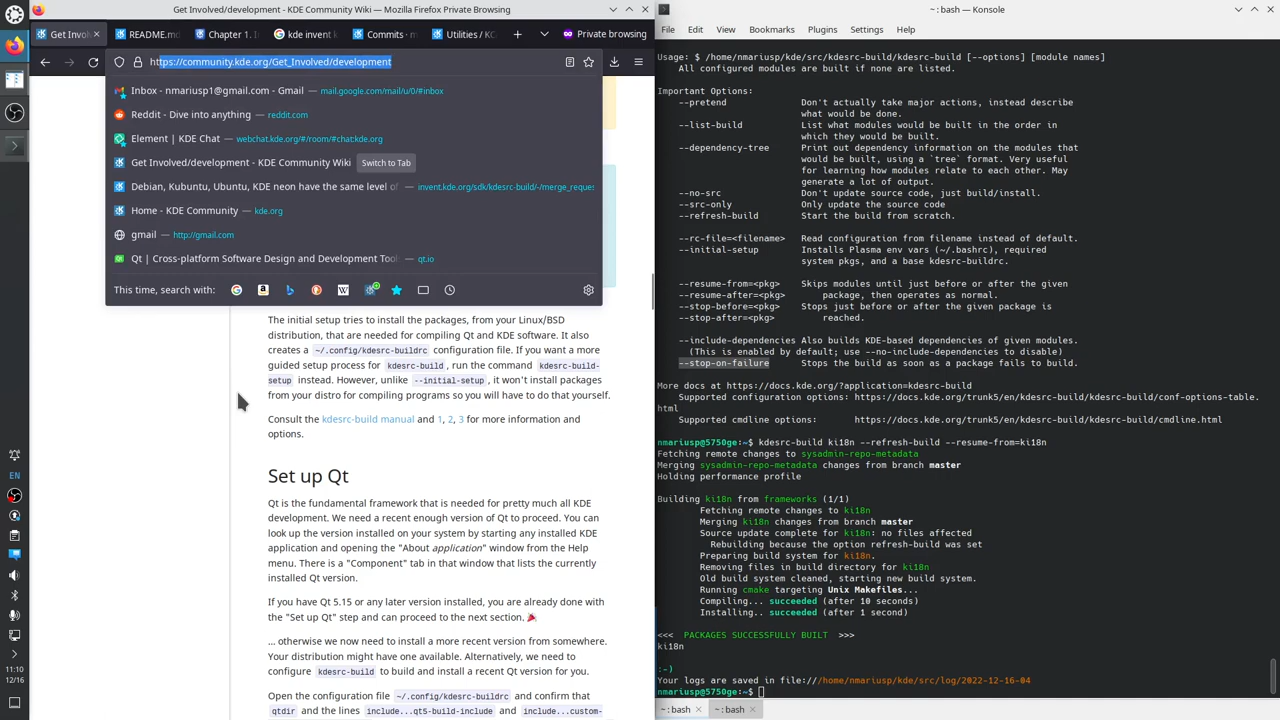 Get Involved/development - KDE Community Wiki — Mozilla Firefox Private Browsing
Get Invol
README.m
Chapter 1. I
kde invent k
Commits · m
Utilities / KC
Private browsing
https://community.kde.org/Get_Involved/development
Inbox - nmariusp1@gmail.com - Gmail — mail.google.com/mail/u/0/#inbox
Reddit - Dive into anything — reddit.com
Element | KDE Chat — webchat.kde.org/#/room/#chat:kde.org
Get Involved/development - KDE Community Wiki Switch to Tab
Debian, Kubuntu, Ubuntu, KDE neon have the same level of — invent.kde.org/sdk/kdesrc-build/-/merge_reques
Home - KDE Community — kde.org
gmail — http://gmail.com
Qt | Cross-platform Software Design and Development Tool — qt.io
This time, search with:
The initial setup tries to install the packages, from your Linux/BSD
distribution, that are needed for compiling Qt and KDE software. It also
creates a ~/.config/kdesrc-buildrc configuration file. If you want a more
guided setup process for kdesrc-build, run the command kdesrc-build-
setup instead. However, unlike --initial-setup, it won't install packages
from your distro for compiling programs so you will have to do that yourself.
Consult the kdesrc-build manual and 1, 2, 3 for more information and
options.
Set up Qt
Qt is the fundamental framework that is needed for pretty much all KDE
development. We need a recent enough version of Qt to proceed. You can
look up the version installed on your system by starting any installed KDE
application and opening the "About application" window from the Help
menu. There is a "Component" tab in that window that lists the currently
installed Qt version.
If you have Qt 5.15 or any later version installed, you are already done with
the "Set up Qt" step and can proceed to the next section. 🎉
... otherwise we now need to install a more recent version from somewhere.
Your distribution might have one available. Alternatively, we need to
configure kdesrc-build to build and install a recent Qt version for you.
Open the configuration file ~/.config/kdesrc-buildrc and confirm that
qtdir and the lines include...qt5-build-include and include...custom-
EN
11:10
12/16
~ : bash — Konsole
File Edit View Bookmarks Plugins Settings Help
Usage: $ /home/nmariusp/kde/src/kdesrc-build/kdesrc-build [--options] [module names]
All configured modules are built if none are listed.
Important Options:
--pretend Don't actually take major actions, instead describe
what would be done.
--list-build List what modules would be built in the order in
which they would be built.
--dependency-tree Print out dependency information on the modules that
would be built, using a `tree` format. Very useful
for learning how modules relate to each other. May
generate a lot of output.
--no-src Don't update source code, just build/install.
--src-only Only update the source code
--refresh-build Start the build from scratch.
--rc-file=<filename> Read configuration from filename instead of default.
--initial-setup Installs Plasma env vars (~/.bashrc), required
system pkgs, and a base kdesrc-buildrc.
--resume-from=<pkg> Skips modules until just before or after the given
--resume-after=<pkg> package, then operates as normal.
--stop-before=<pkg> Stops just before or after the given package is
--stop-after=<pkg> reached.
--include-dependencies Also builds KDE-based dependencies of given modules.
(This is enabled by default; use --no-include-dependencies to disable)
--stop-on-failure Stops the build as soon as a package fails to build.
More docs at https://docs.kde.org/?application=kdesrc-build
Supported configuration options: https://docs.kde.org/trunk5/en/kdesrc-build/kdesrc-build/conf-options-table.
html
Supported cmdline options: https://docs.kde.org/trunk5/en/kdesrc-build/kdesrc-build/cmdline.html
nmariusp@5750ge:~$ kdesrc-build ki18n --refresh-build --resume-from=ki18n
Fetching remote changes to sysadmin-repo-metadata
Merging sysadmin-repo-metadata changes from branch master
Holding performance profile
Building ki18n from frameworks (1/1)
Fetching remote changes to ki18n
Merging ki18n changes from branch master
Source update complete for ki18n: no files affected
Rebuilding because the option refresh-build was set
Preparing build system for ki18n.
Removing files in build directory for ki18n
Old build system cleaned, starting new build system.
Running cmake targeting Unix Makefiles...
Compiling... succeeded (after 10 seconds)
Installing.. succeeded (after 1 second)
<<< PACKAGES SUCCESSFULLY BUILT >>>
ki18n
:-)
Your logs are saved in file://home/nmariusp/kde/src/log/2022-12-16-04
nmariusp@5750ge:~$
~ : bash
~ : bash